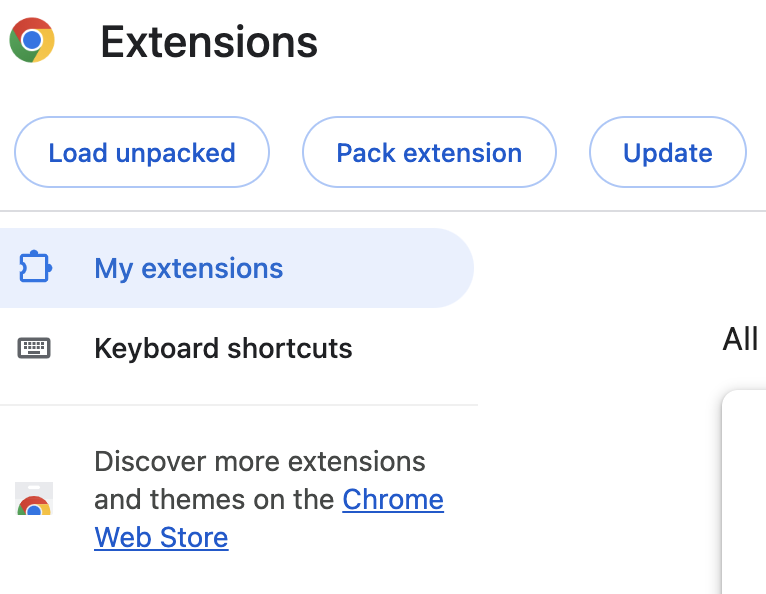 Extensions
Load unpacked
Pack extension
Update
My extensions
Keyboard shortcuts
All
Discover more extensions
and themes on the Chrome
Web Store